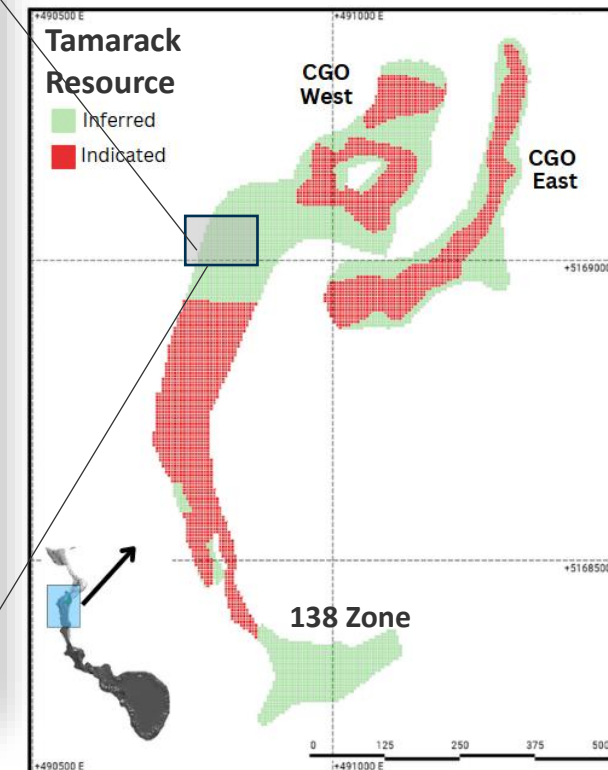 +490500 E
+491000 E
Tamarack
Resource
Inferred
Indicated
CGO
West
CGO
East
+5169000
+5168500
138 Zone
0 125 250 375 500
+490500 E
+491000 E